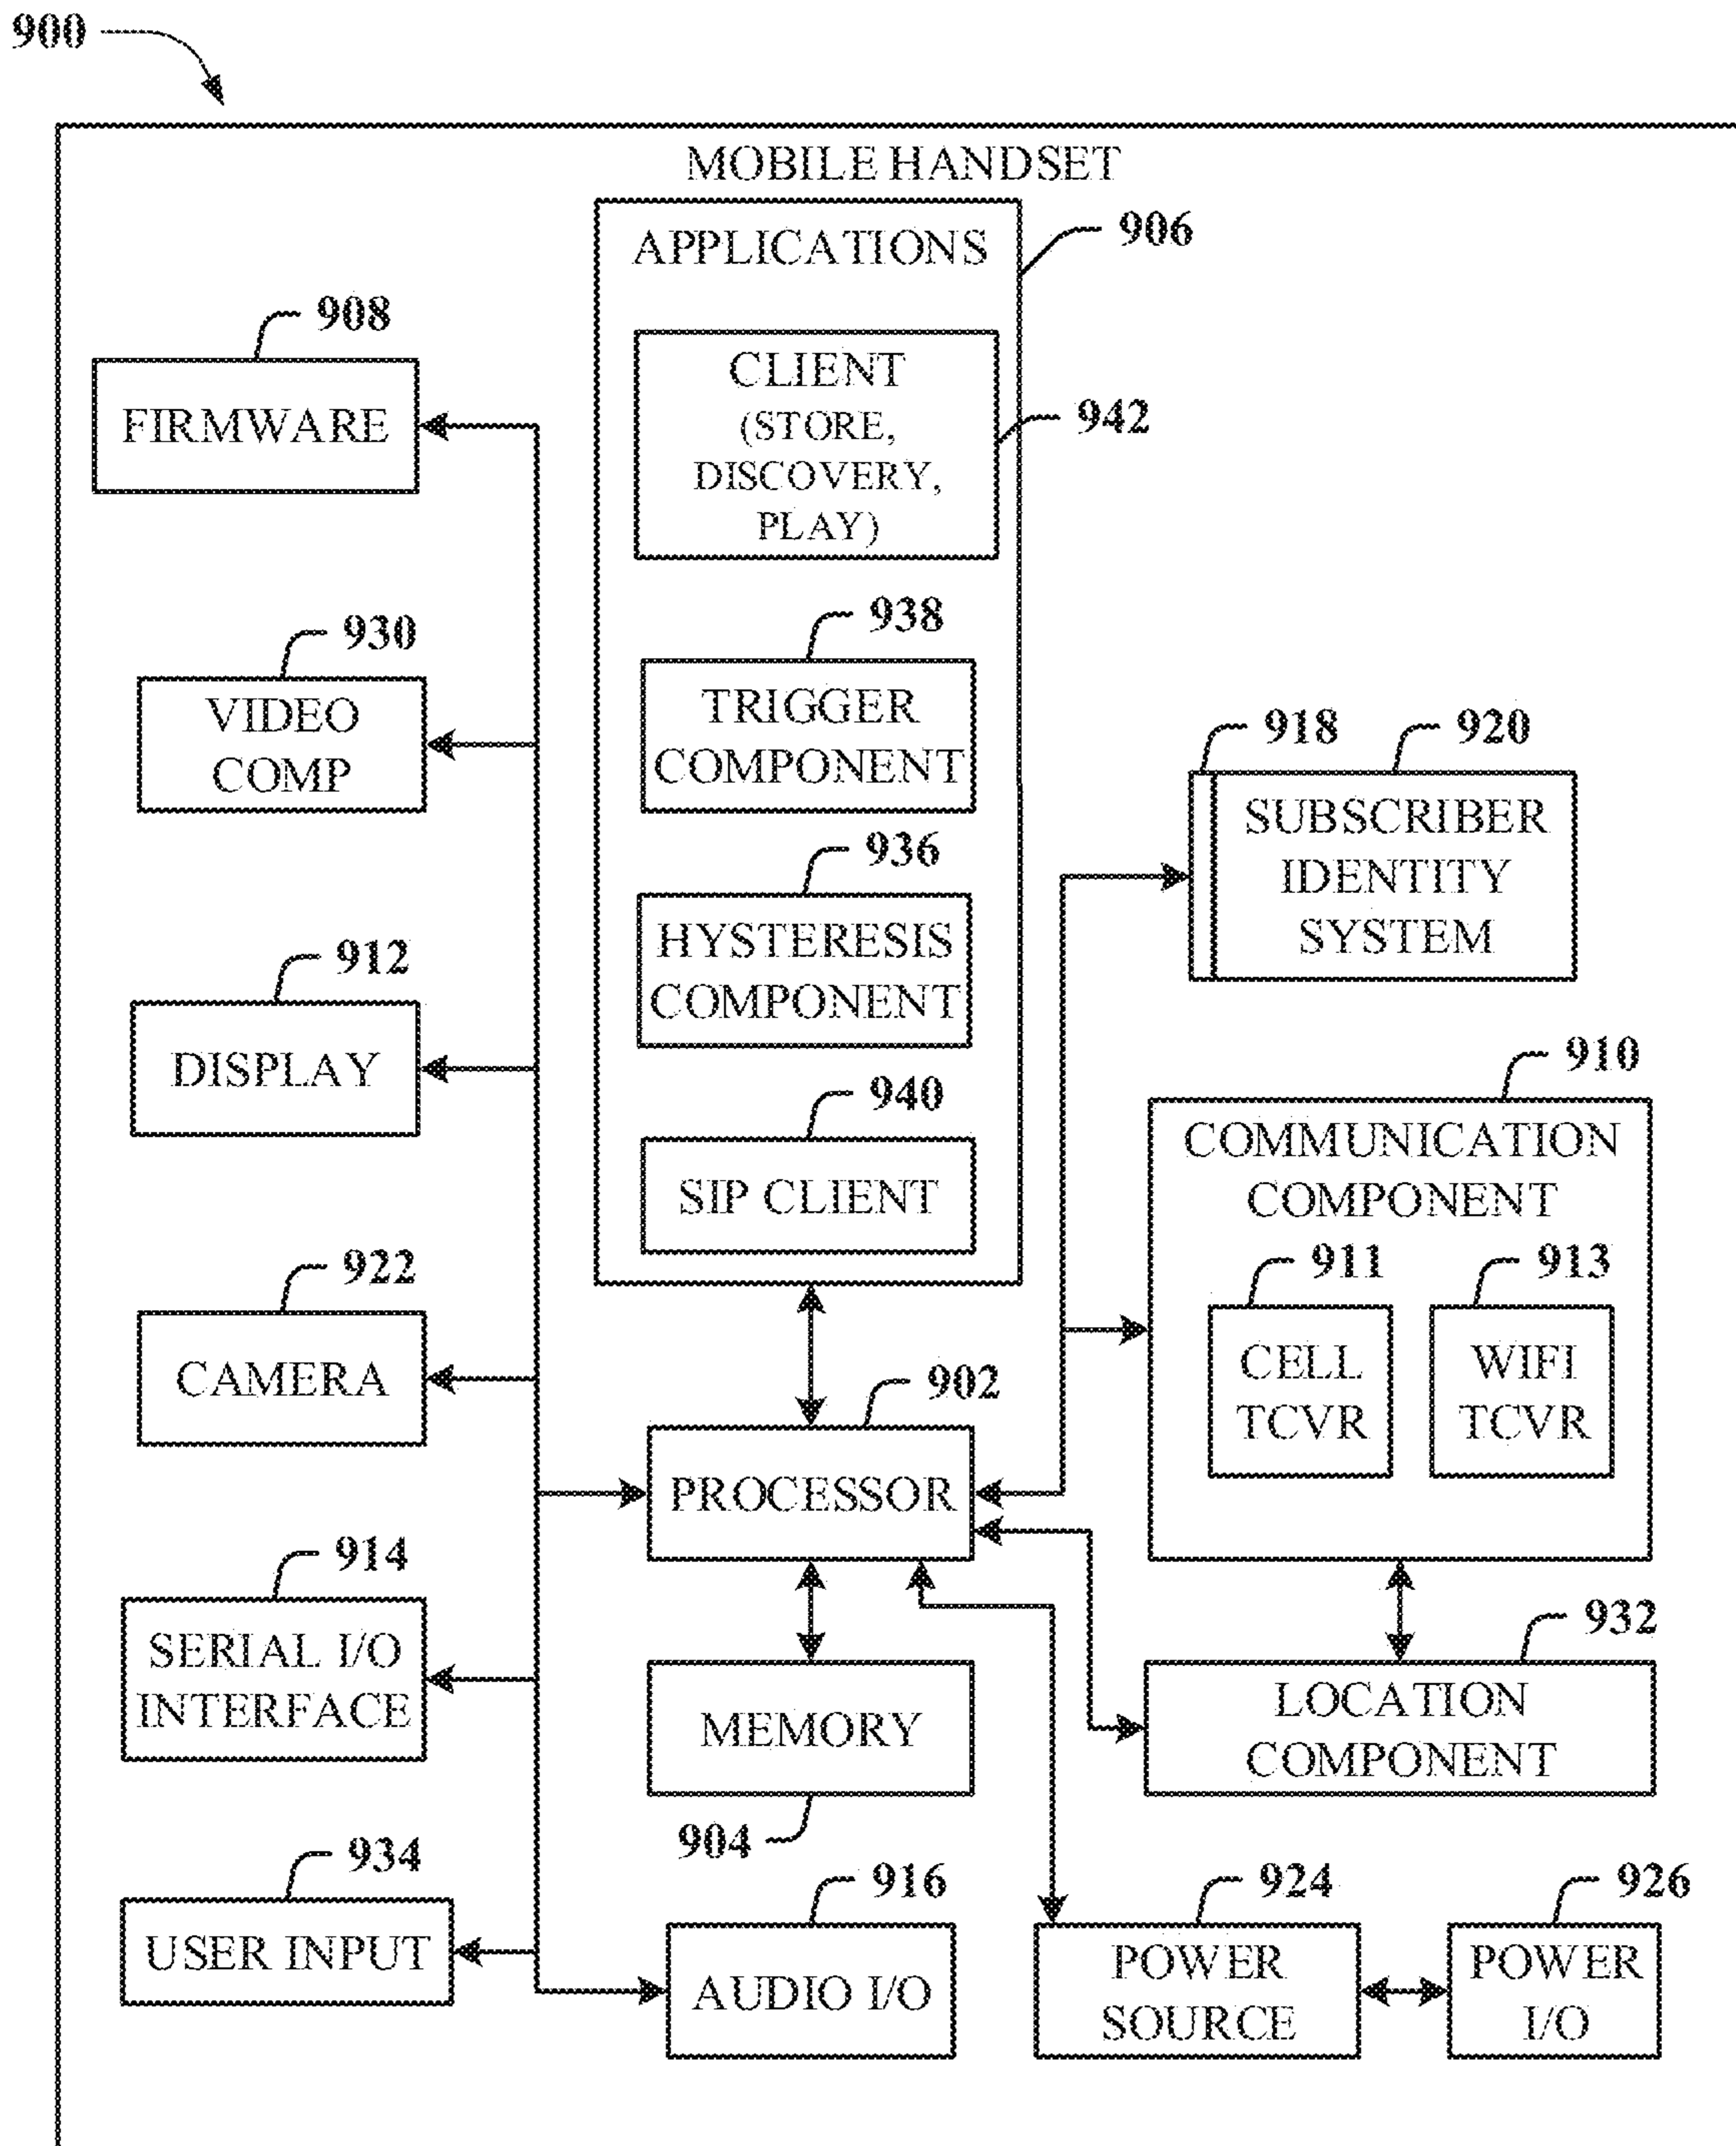 900
MOBILE HANDSET
APPLICATIONS
906
CLIENT
(STORE,
DISCOVERY,
PLAY)
942
938
TRIGGER
COMPONENT
936
HYSTERESIS
COMPONENT
940
SIP CLIENT
908
FIRMWARE
930
VIDEO
COMP
912
DISPLAY
922
CAMERA
914
SERIAL I/O
INTERFACE
934
USER INPUT
902
PROCESSOR
MEMORY
904
916
AUDIO I/O
918
920
SUBSCRIBER
IDENTITY
SYSTEM
910
COMMUNICATION
COMPONENT
911
CELL
TCVR
913
WIFI
TCVR
932
LOCATION
COMPONENT
924
POWER
SOURCE
926
POWER
I/O